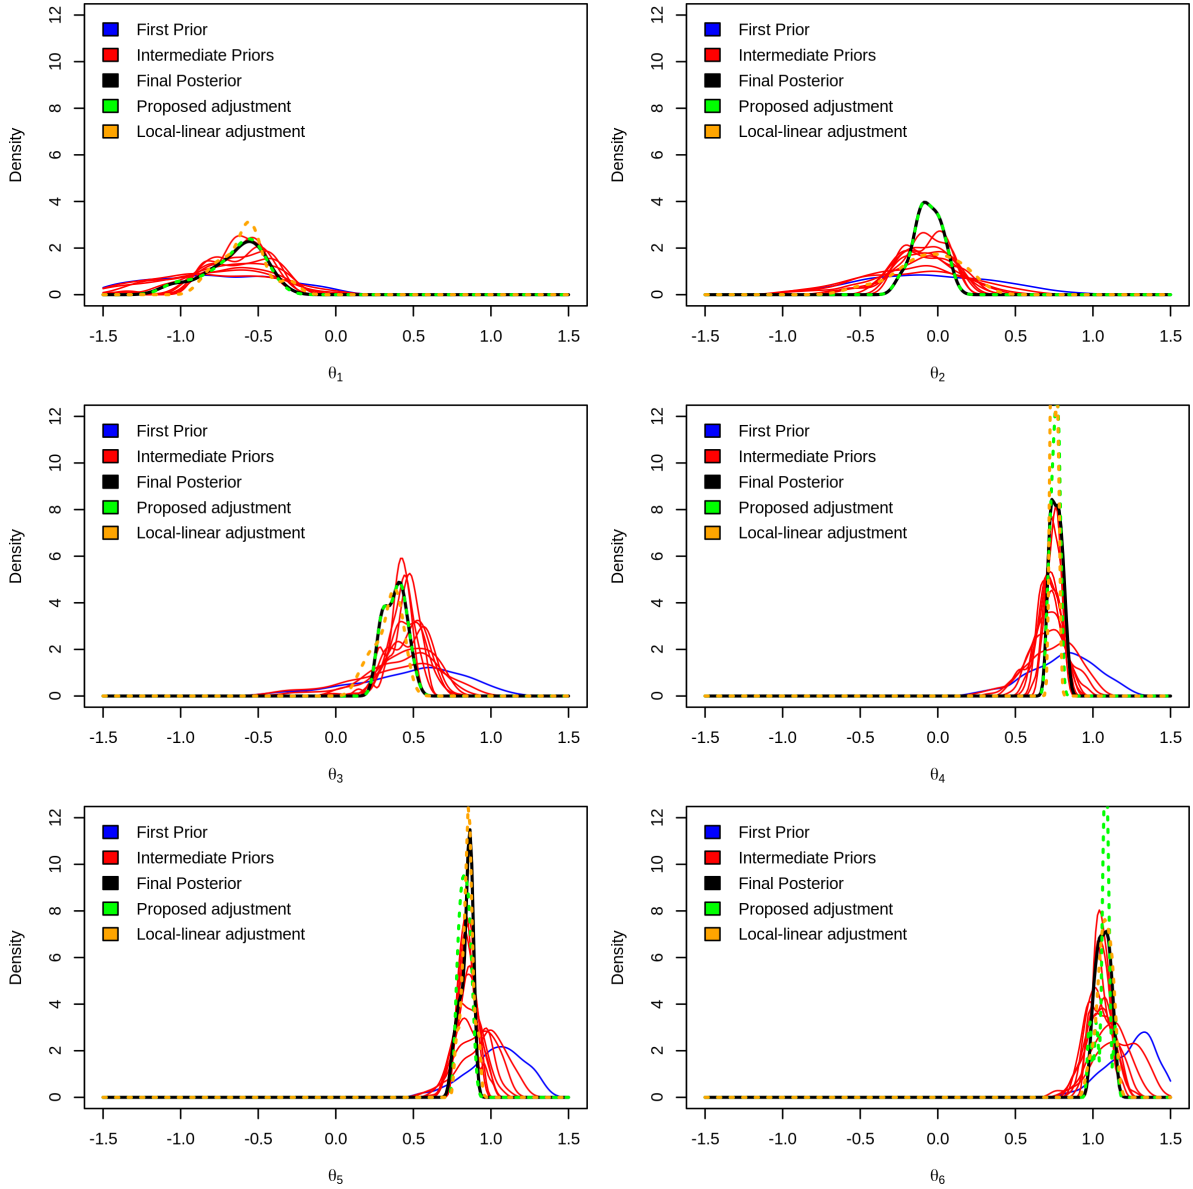 12
10
8
6
4
2
0
Density
First Prior
Intermediate Priors
Final Posterior
Proposed adjustment
Local-linear adjustment
-1.5 -1.0 -0.5 0.0 0.5 1.0 1.5
θ1
12
10
8
6
4
2
0
Density
First Prior
Intermediate Priors
Final Posterior
Proposed adjustment
Local-linear adjustment
-1.5 -1.0 -0.5 0.0 0.5 1.0 1.5
θ2
12
10
8
6
4
2
0
Density
First Prior
Intermediate Priors
Final Posterior
Proposed adjustment
Local-linear adjustment
-1.5 -1.0 -0.5 0.0 0.5 1.0 1.5
θ3
12
10
8
6
4
2
0
Density
First Prior
Intermediate Priors
Final Posterior
Proposed adjustment
Local-linear adjustment
-1.5 -1.0 -0.5 0.0 0.5 1.0 1.5
θ4
12
10
8
6
4
2
0
Density
First Prior
Intermediate Priors
Final Posterior
Proposed adjustment
Local-linear adjustment
-1.5 -1.0 -0.5 0.0 0.5 1.0 1.5
θ5
12
10
8
6
4
2
0
Density
First Prior
Intermediate Priors
Final Posterior
Proposed adjustment
Local-linear adjustment
-1.5 -1.0 -0.5 0.0 0.5 1.0 1.5
θ6